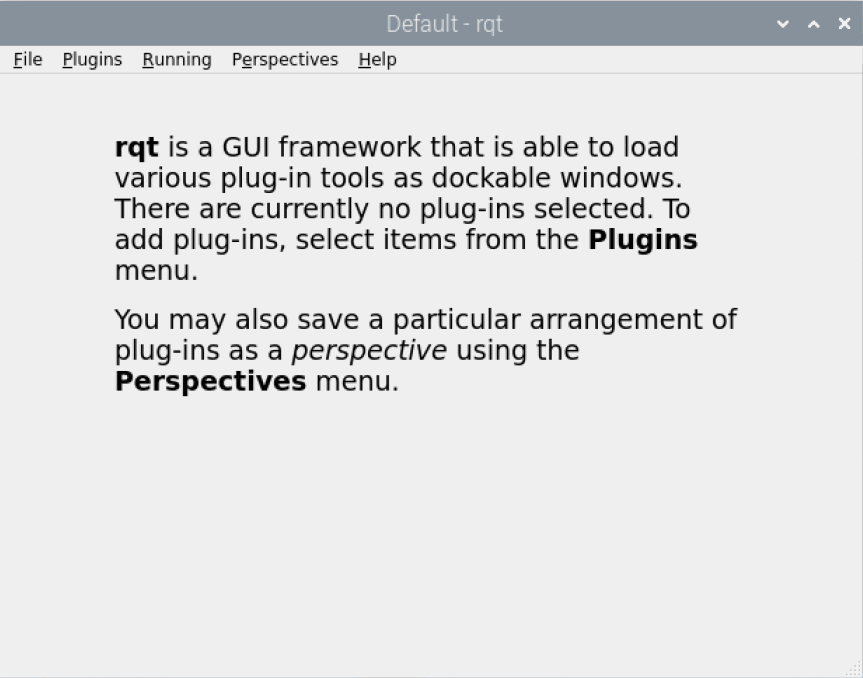 Default - rqt
File Plugins Running Perspectives Help
rqt is a GUI framework that is able to load
various plug-in tools as dockable windows.
There are currently no plug-ins selected. To
add plug-ins, select items from the Plugins
menu.
You may also save a particular arrangement of
plug-ins as a perspective using the
Perspectives menu.